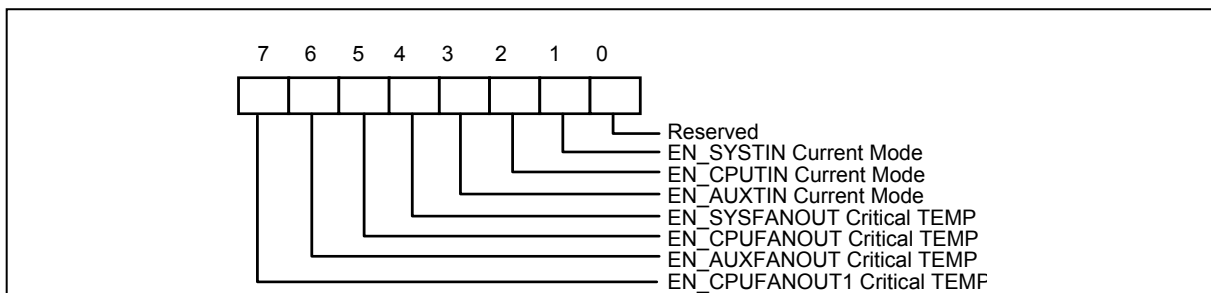 7 6 5 4 3 2 1 0
Reserved
EN_SYSTIN Current Mode
EN_CPUTIN Current Mode
EN_AUXTIN Current Mode
EN_SYSFANOUT Critical TEMP
EN_CPUFANOUT Critical TEMP
EN_AUXFANOUT Critical TEMP
EN_CPUFANOUT1 Critical TEMP